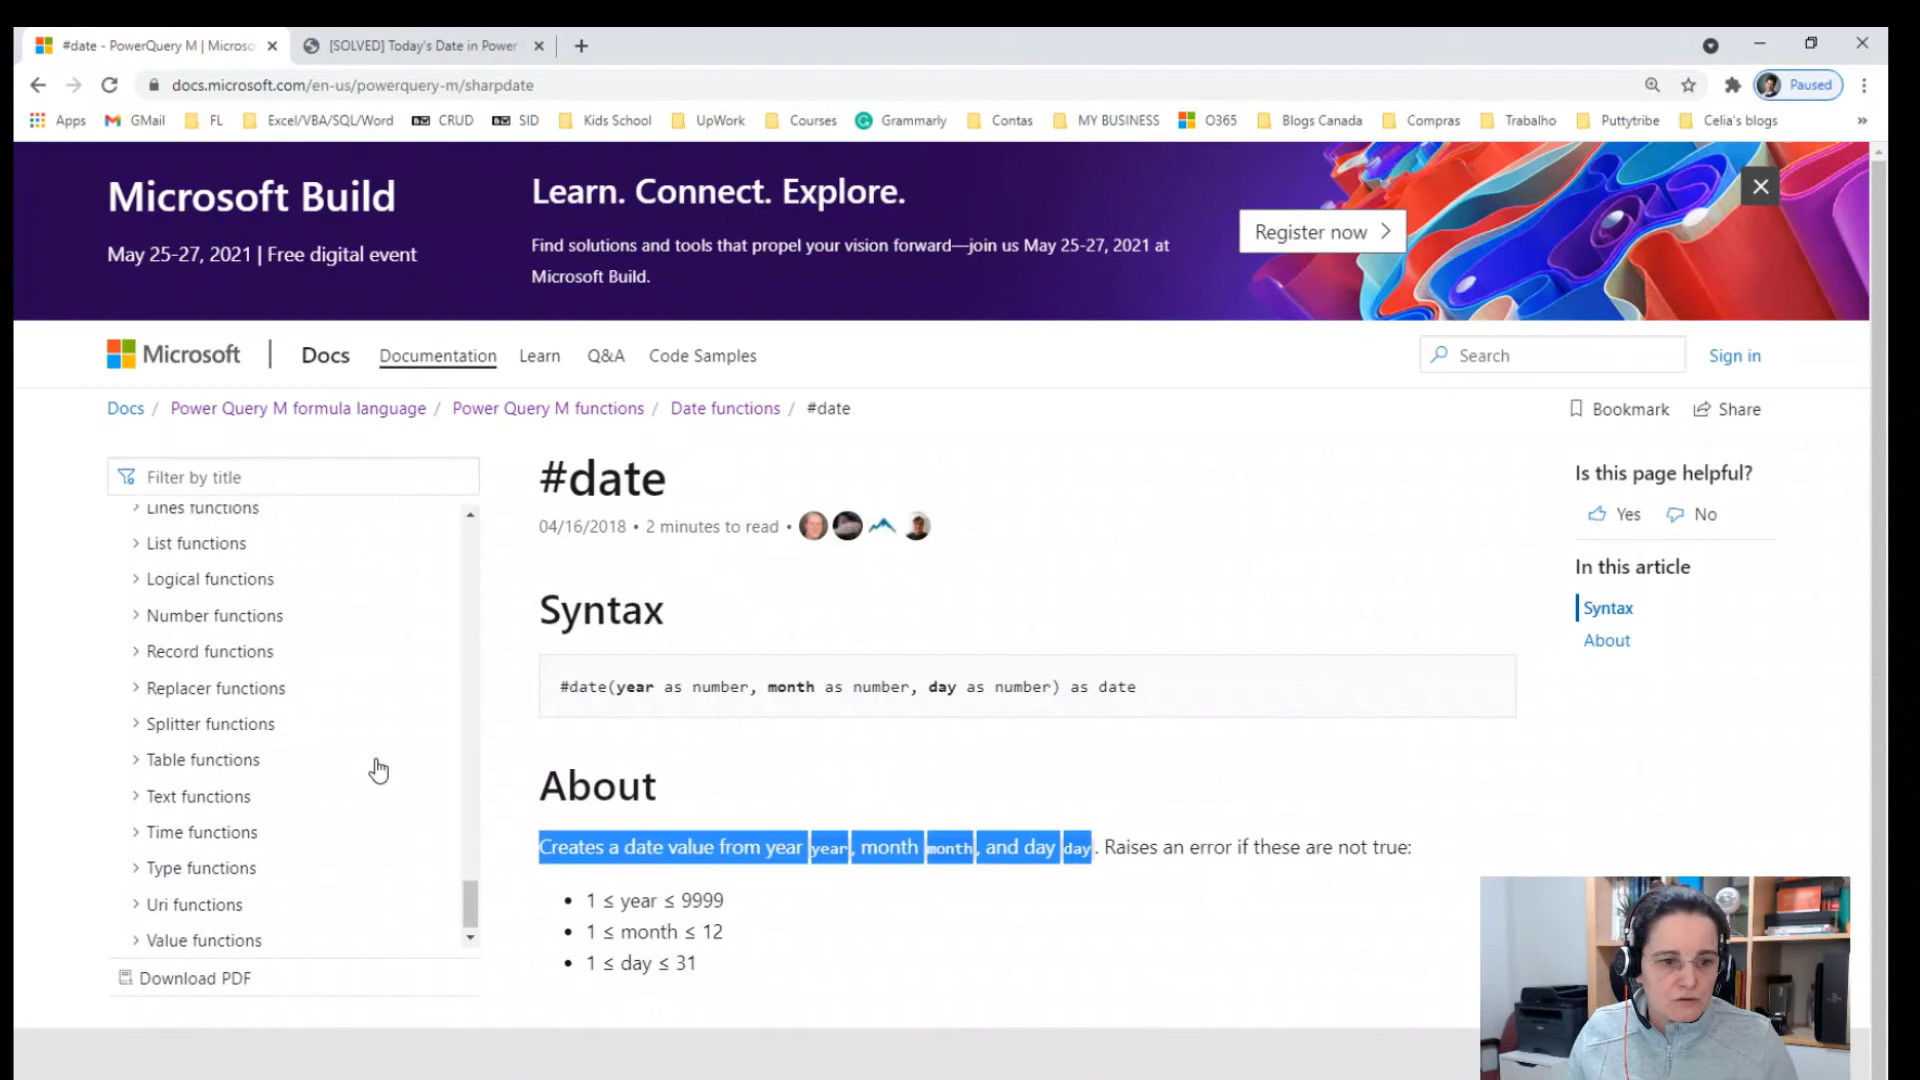 #date - PowerQuery M | Microso
[SOLVED] Today's Date in Power
docs.microsoft.com/en-us/powerquery-m/sharpdate
Paused
Apps GMail FL Excel/VBA/SQL/Word CRUD SID Kids School UpWork Courses Grammarly Contas MY BUSINESS O365 Blogs Canada Compras Trabalho Puttytribe Celia's blogs »
Microsoft Build
May 25-27, 2021 | Free digital event
Learn. Connect. Explore.
Find solutions and tools that propel your vision forward—join us May 25-27, 2021 at
Microsoft Build.
Register now
Microsoft | Docs Documentation Learn Q&A Code Samples
Search
Sign in
Docs / Power Query M formula language / Power Query M functions / Date functions / #date
Bookmark Share
Filter by title
Lines functions
List functions
Logical functions
Number functions
Record functions
Replacer functions
Splitter functions
Table functions
Text functions
Time functions
Type functions
Uri functions
Value functions
Download PDF
#date
04/16/2018 • 2 minutes to read •
Syntax
#date(year as number, month as number, day as number) as date
About
Creates a date value from year year, month month, and day day. Raises an error if these are not true:
• 1 ≤ year ≤ 9999
• 1 ≤ month ≤ 12
• 1 ≤ day ≤ 31
Is this page helpful?
Yes No
In this article
Syntax
About